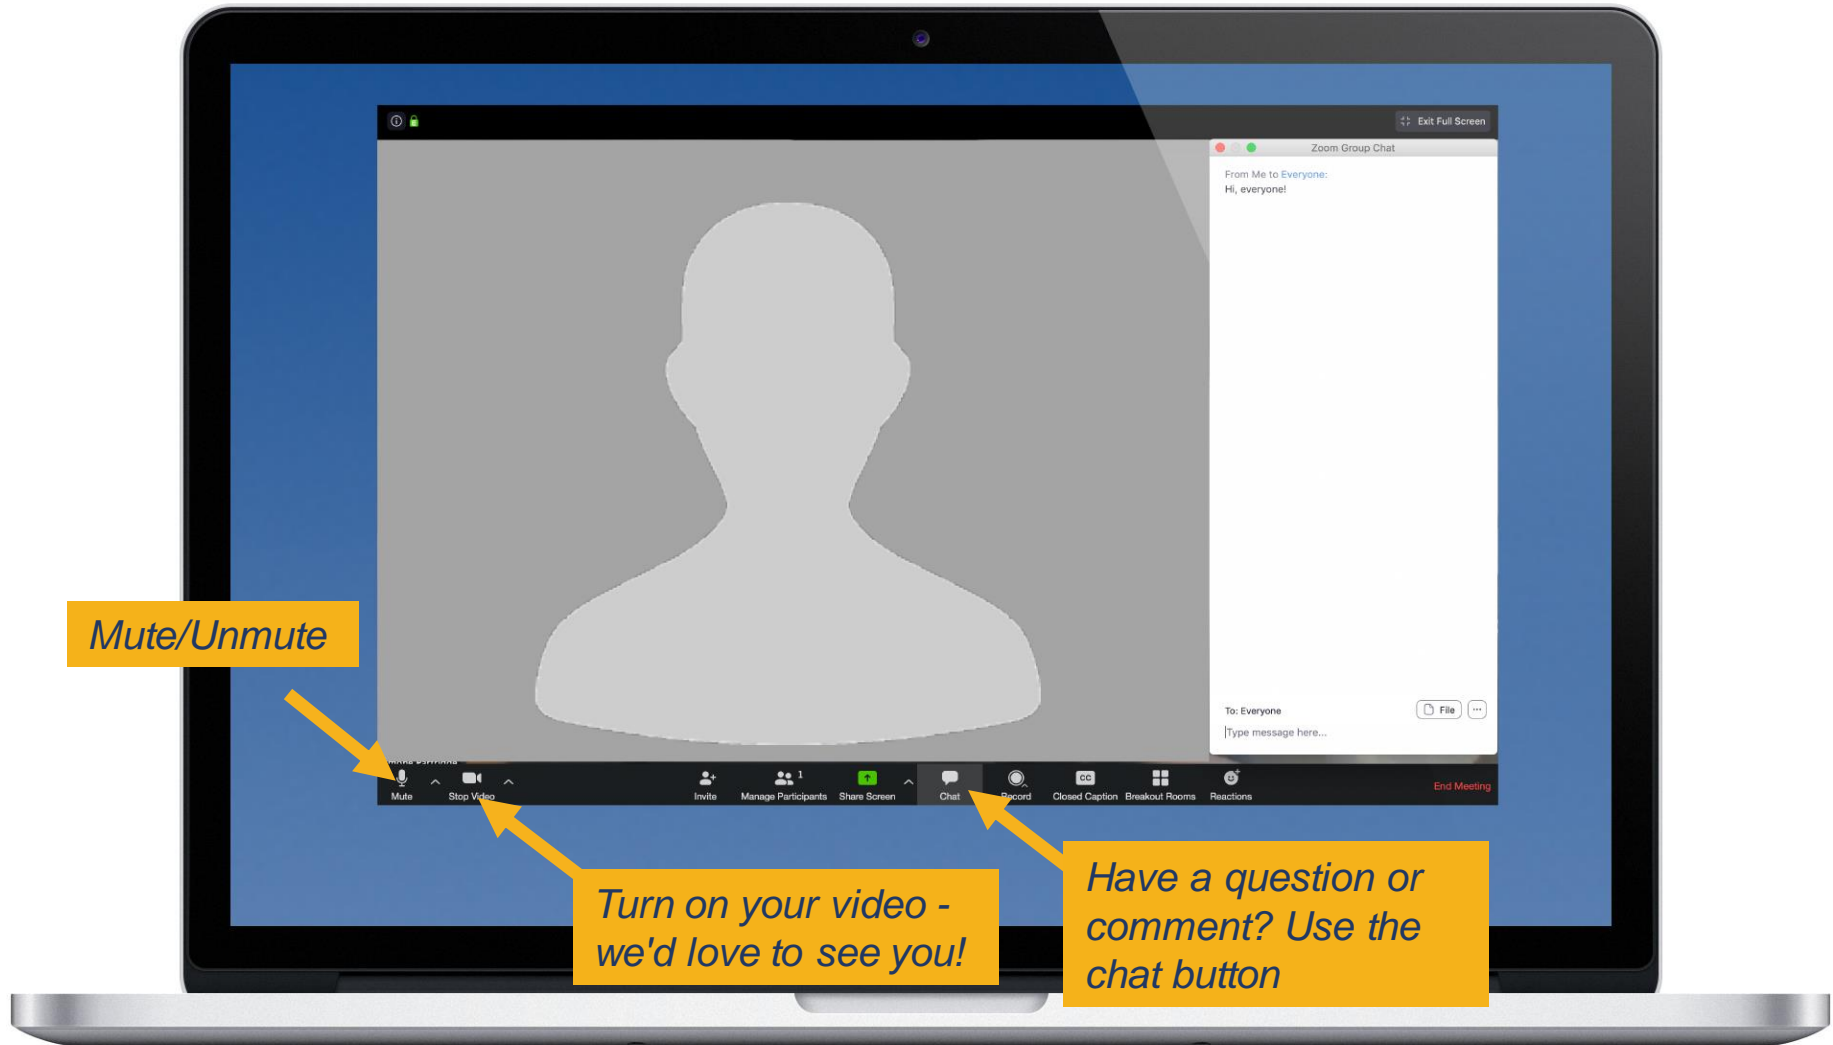 Exit Full Screen
Zoom Group Chat
From Me to Everyone:
Hi, everyone!
To: Everyone
File
Type message here...
Mute/Unmute
Mute
Stop Video
1
Invite
Manage Participants
Share Screen
Chat
Record
CC
Closed Caption
Breakout Rooms
Reactions
End Meeting
Turn on your video -
we'd love to see you!
Have a question or
comment? Use the
chat button